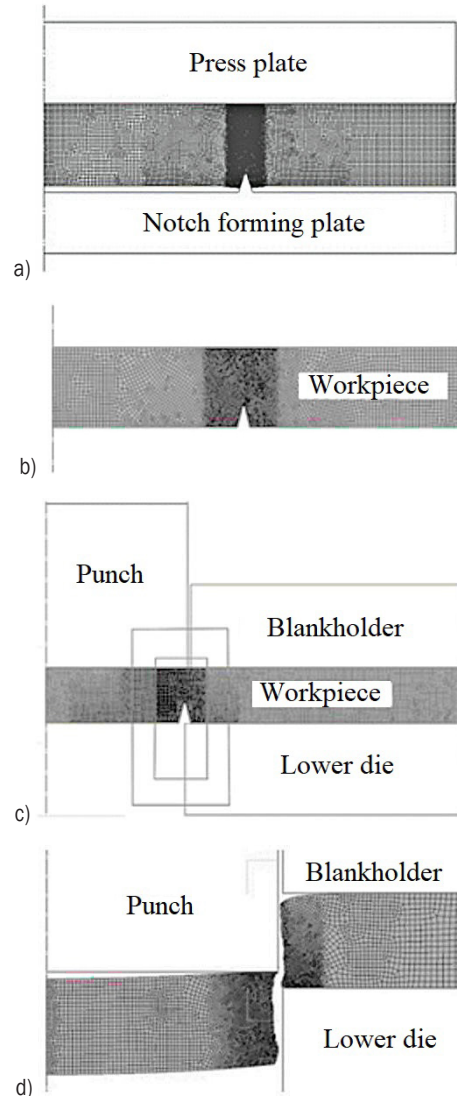 Press plate
Notch forming plate
a)
Workpiece
b)
Punch
Blankholder
Workpiece
Lower die
c)
Blankholder
Punch
Lower die
d)